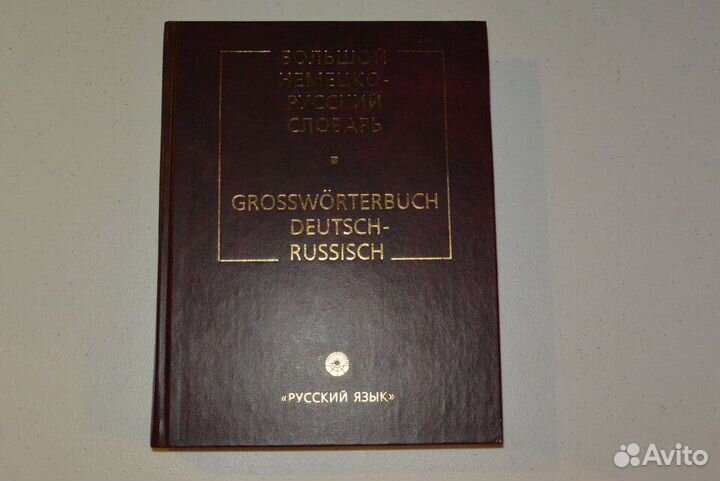 БОЛЬШОЙ
НЕМЕЦКО-
РУССКИЙ
СЛОВАРЬ
GROSSWÖRTERBUCH
DEUTSCH-
RUSSISCH
«РУССКИЙ ЯЗЫК»
Avito